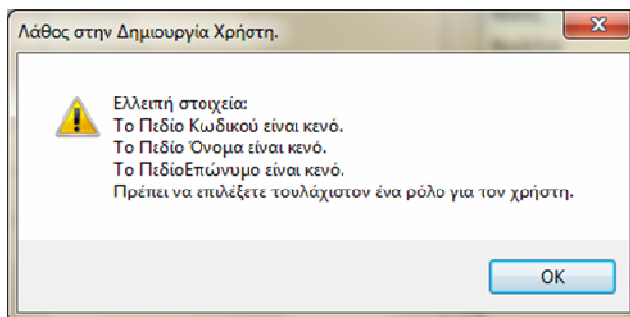 Λάθος στην Δημιουργία Χρήστη.
Ελλειπή στοιχεία:
Το Πεδίο Κωδικού είναι κενό.
Το Πεδίο Όνομα είναι κενό.
Το ΠεδίοΕπώνυμο είναι κενό.
Πρέπει να επιλέξετε τουλάχιστον ένα ρόλο για τον χρήστη.
OK